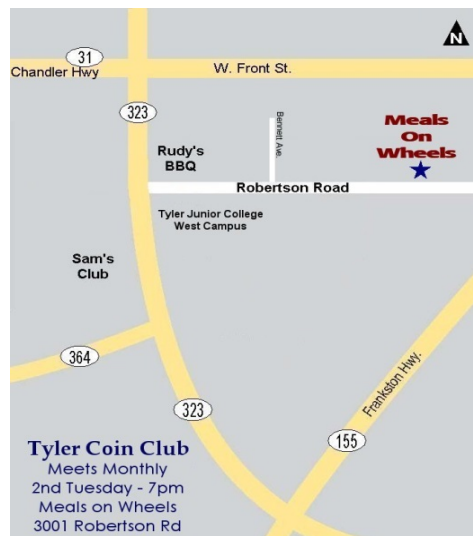 N
31
Chandler Hwy
W. Front St.
323
Bennett Ave.
Meals
On
Wheels
Rudy's
BBQ
Robertson Road
Tyler Junior College
West Campus
Sam's
Club
364
323
Frankston Hwy.
155
Tyler Coin Club
Meets Monthly
2nd Tuesday - 7pm
Meals on Wheels
3001 Robertson Rd